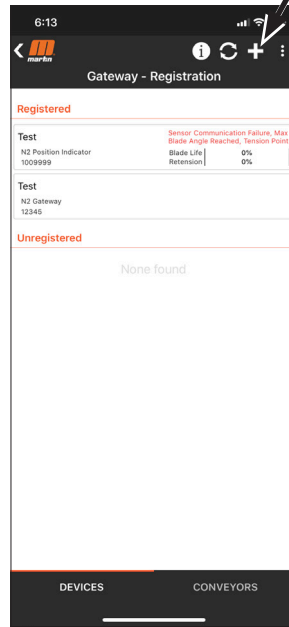 6:13
martin
Gateway - Registration
Registered
Test
Sensor Communication Failure, Max
Blade Angle Reached, Tension Point
N2 Position Indicator
Blade Life 0%
1009999
Retension 0%
Test
N2 Gateway
12345
Unregistered
None found
DEVICES
CONVEYORS